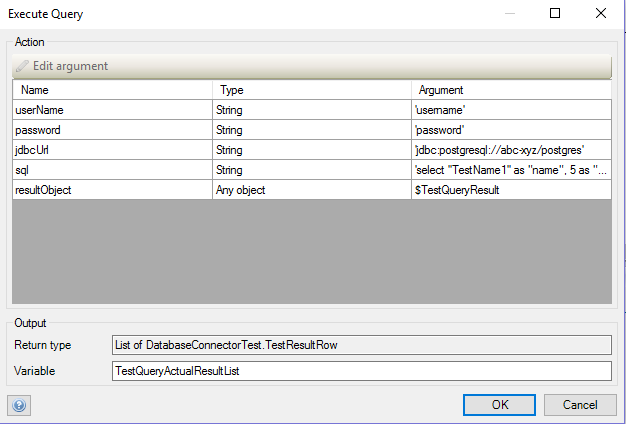 Execute Query
Action
Edit argument
Name Type Argument
userName String 'username'
password String 'password'
jdbcUrl String 'jdbc:postgresql://abc-xyz/postgres'
sql String 'select "TestName1" as "name", 5 as "...
resultObject Any object $TestQueryResult
Output
Return type List of DatabaseConnectorTest.TestResultRow
Variable TestQueryActualResultList
? OK Cancel